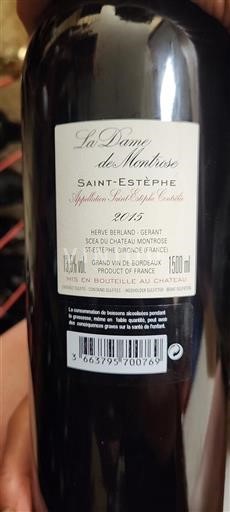 La Dame
de Montrose
SAINT-ESTÈPHE
Appellation Saint-Estèphe Contrôlée
2015
HERVE BERLAND - GERANT
SCEA DU CHATEAU MONTROSE
ST-ESTEPHE GIRONDE (FRANCE)
GRAND VIN DE BORDEAUX
1500 ml
PRODUCT OF FRANCE
MIS EN BOUTEILLE AU CHATEAU
CONTAINS SULFITES
La consommation de boissons alcoolisées pendant
la grossesse, même en faible quantité, peut avoir
des conséquences graves sur la santé de l'enfant.
3 663795 700769